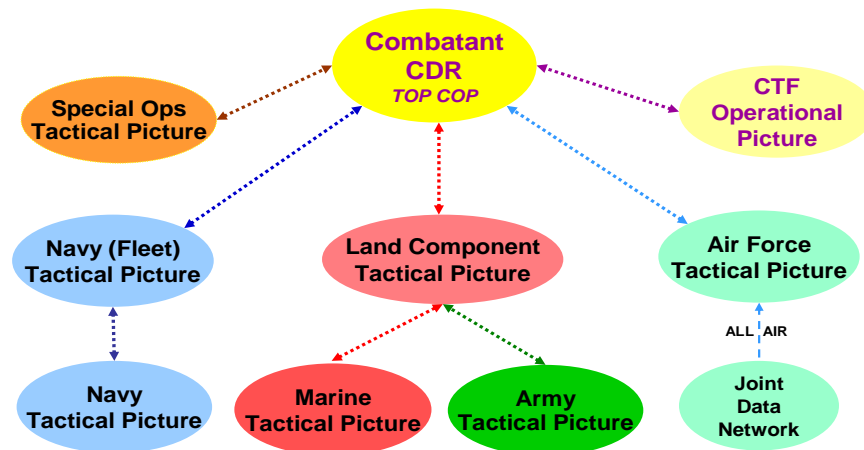 Combatant
CDR
TOP COP
Special Ops
Tactical Picture
CTF
Operational
Picture
Navy (Fleet)
Tactical Picture
Land Component
Tactical Picture
Air Force
Tactical Picture
ALL AIR
Navy
Tactical Picture
Marine
Tactical Picture
Army
Tactical Picture
Joint
Data
Network